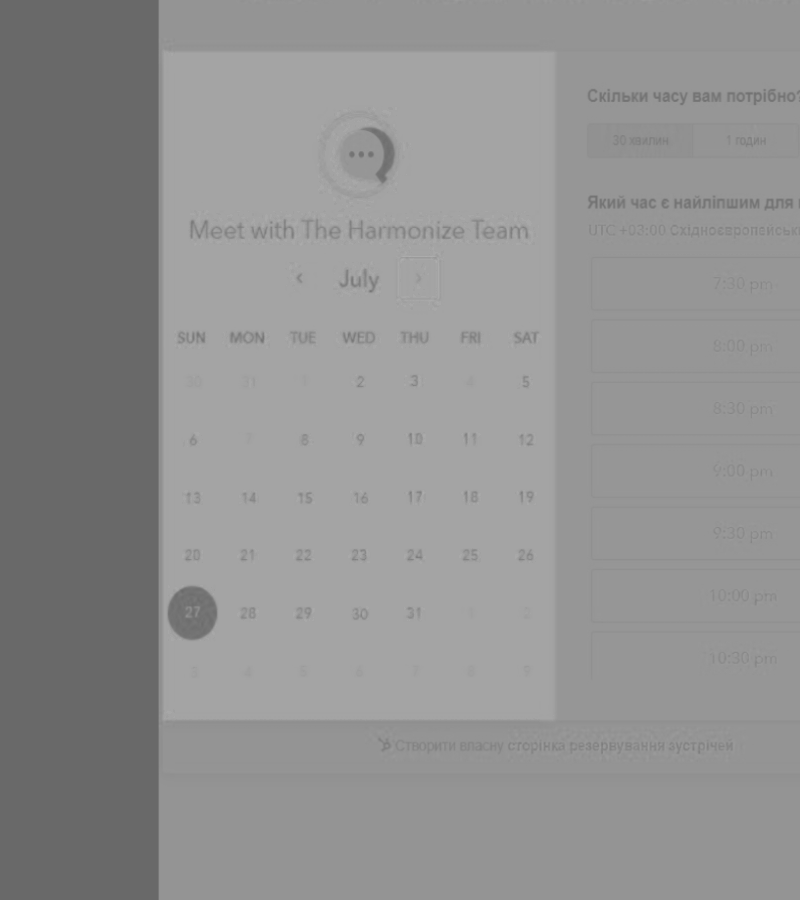 Meet with The Harmonize Team
July
SUN MON TUE WED THU FRI SAT
30 31 1 2 3 4 5
6 7 8 9 10 11 12
13 14 15 16 17 18 19
20 21 22 23 24 25 26
27 28 29 30 31 1 2
3 4 5 6 7 8 9
Скільки часу вам потрібно?
30 хвилин 1 годин
Який час є найліпшим для
UTC +02:00
7:30 pm
8:00 pm
8:30 pm
9:00 pm
9:30 pm
10:00 pm
10:30 pm
Створити власну сторінка резервування зустрічей